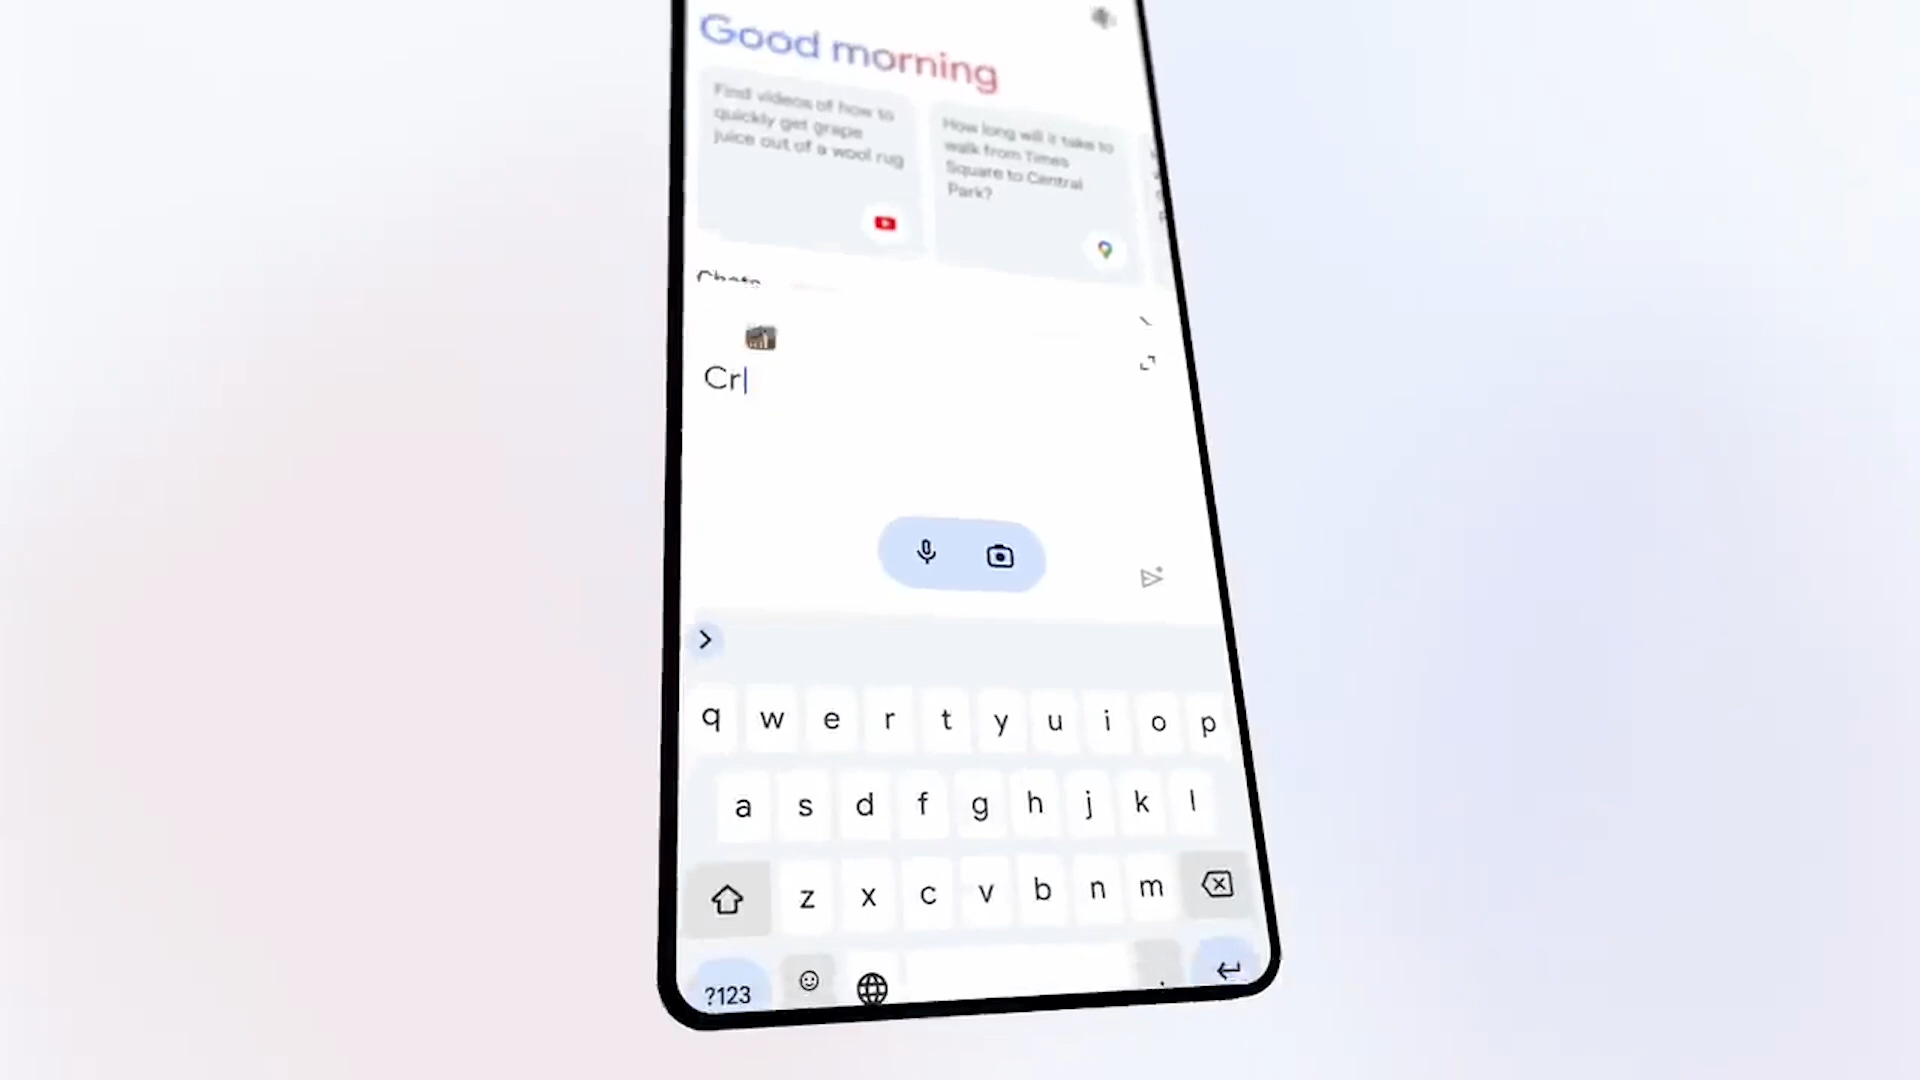 Good morning
Find videos of how to
quickly get grape
juice out of a wool rug
How long will it take to
walk from Times
Square to Central
Park?
Cr
q w e r t y u i o p
a s d f g h j k l
z x c v b n m
?123 .